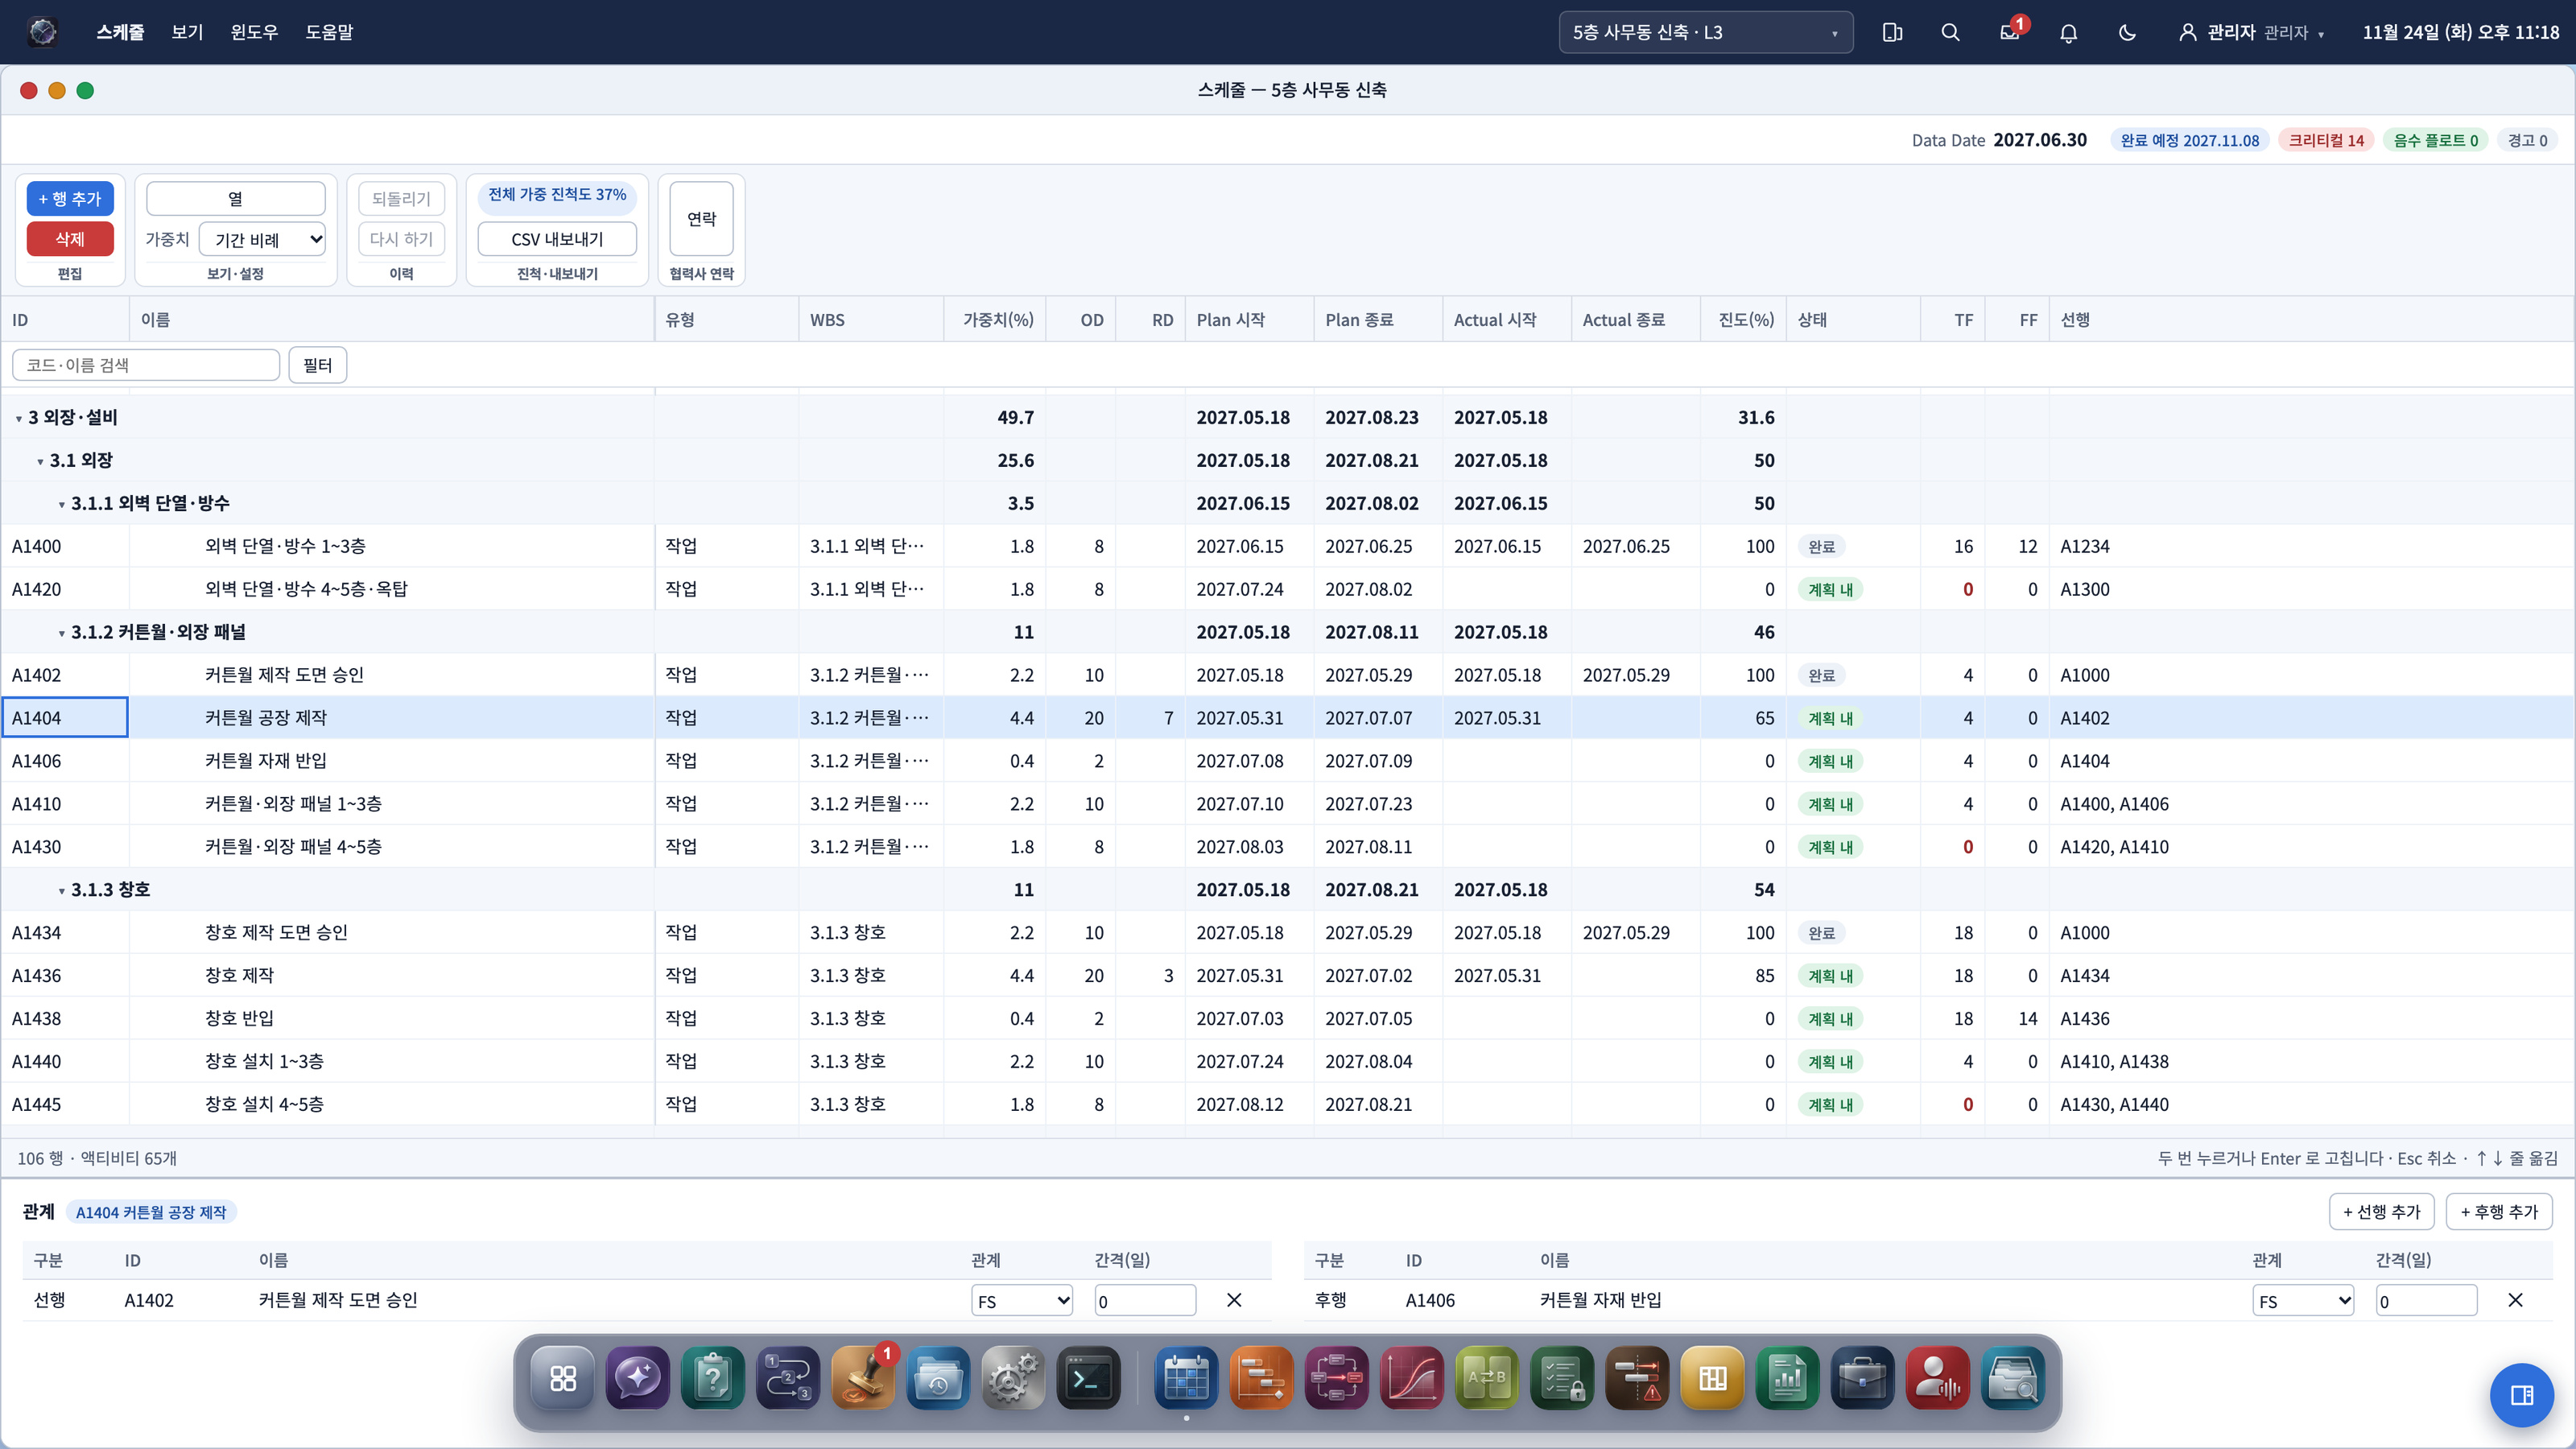 스케줄 보기 윈도우 도움말 5층 사무동 신축 · L3 1 관리자 관리자 11월 24일 (화) 오후 11:18
스케줄 — 5층 사무동 신축
Data Date 2027.06.30 완료 예정 2027.11.08 크리티컬 14 음수 플로트 0 경고 0
+ 행 추가 열 되돌리기 전체 가중 진척도 37% 연락
삭제 가중치 기간 비례 다시 하기 CSV 내보내기
편집 보기·설정 이력 진척·내보내기 협력사 연락
ID 이름 유형 WBS 가중치(%) OD RD Plan 시작 Plan 종료 Actual 시작 Actual 종료 진도(%) 상태 TF FF 선행
코드·이름 검색 필터
3 외장·설비 49.7 2027.05.18 2027.08.23 2027.05.18 31.6
3.1 외장 25.6 2027.05.18 2027.08.21 2027.05.18 50
3.1.1 외벽 단열·방수 3.5 2027.06.15 2027.08.02 2027.06.15 50
A1400 외벽 단열·방수 1~3층 작업 3.1.1 외벽 단… 1.8 8 2027.06.15 2027.06.25 2027.06.15 2027.06.25 100 완료 16 12 A1234
A1420 외벽 단열·방수 4~5층·옥탑 작업 3.1.1 외벽 단… 1.8 8 2027.07.24 2027.08.02 0 계획 내 0 0 A1300
3.1.2 커튼월·외장 패널 11 2027.05.18 2027.08.11 2027.05.18 46
A1402 커튼월 제작 도면 승인 작업 3.1.2 커튼월·… 2.2 10 2027.05.18 2027.05.29 2027.05.18 2027.05.29 100 완료 4 0 A1000
A1404 커튼월 공장 제작 작업 3.1.2 커튼월·… 4.4 20 7 2027.05.31 2027.07.07 2027.05.31 65 계획 내 4 0 A1402
A1406 커튼월 자재 반입 작업 3.1.2 커튼월·… 0.4 2 2027.07.08 2027.07.09 0 계획 내 4 0 A1404
A1410 커튼월·외장 패널 1~3층 작업 3.1.2 커튼월·… 2.2 10 2027.07.10 2027.07.23 0 계획 내 4 0 A1400, A1406
A1430 커튼월·외장 패널 4~5층 작업 3.1.2 커튼월·… 1.8 8 2027.08.03 2027.08.11 0 계획 내 0 0 A1420, A1410
3.1.3 창호 11 2027.05.18 2027.08.21 2027.05.18 54
A1434 창호 제작 도면 승인 작업 3.1.3 창호 2.2 10 2027.05.18 2027.05.29 2027.05.18 2027.05.29 100 완료 18 0 A1000
A1436 창호 제작 작업 3.1.3 창호 4.4 20 3 2027.05.31 2027.07.02 2027.05.31 85 계획 내 18 0 A1434
A1438 창호 반입 작업 3.1.3 창호 0.4 2 2027.07.03 2027.07.05 0 계획 내 18 14 A1436
A1440 창호 설치 1~3층 작업 3.1.3 창호 2.2 10 2027.07.24 2027.08.04 0 계획 내 4 0 A1410, A1438
A1445 창호 설치 4~5층 작업 3.1.3 창호 1.8 8 2027.08.12 2027.08.21 0 계획 내 0 0 A1430, A1440
106 행 · 액티비티 65개 두 번 누르거나 Enter 로 고칩니다 · Esc 취소 · ↑↓ 줄 옮김
관계 A1404 커튼월 공장 제작 + 선행 추가 + 후행 추가
구분 ID 이름 관계 간격(일) 구분 ID 이름 관계 간격(일)
선행 A1402 커튼월 제작 도면 승인 FS 0 후행 A1406 커튼월 자재 반입 FS 0
1 2 3 ? 1 A⇄B